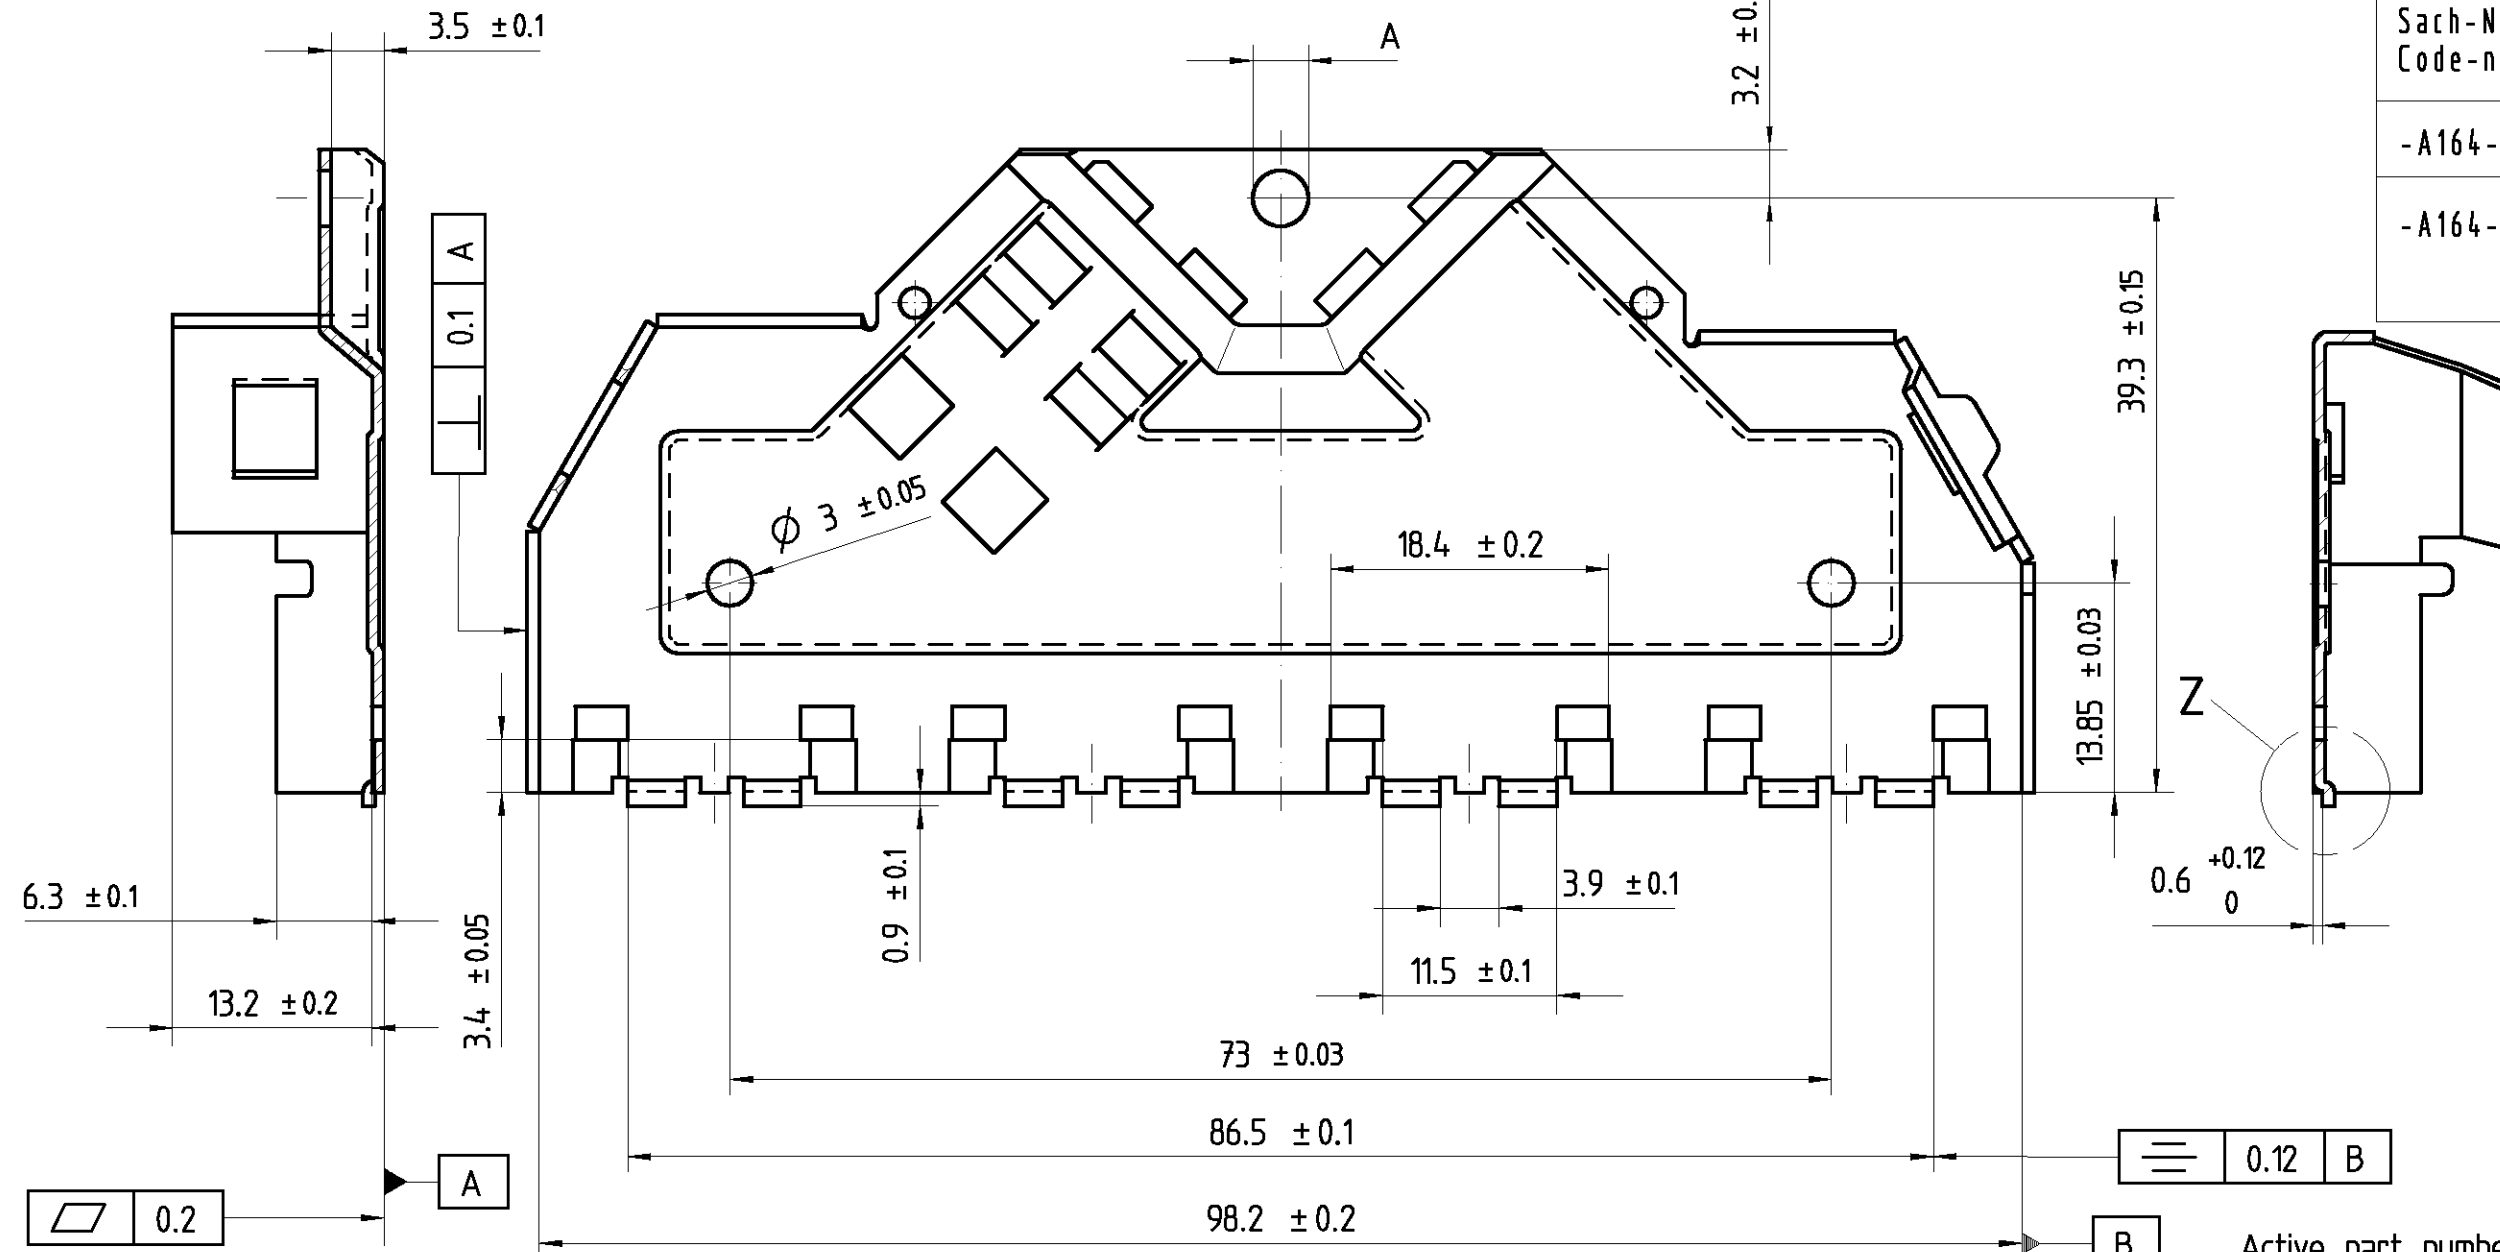 3.5 ±0.1
A
3.2 ±0.
Sach-N
Code-n
-A164-
-A164-
A
0.1
39.3 ±0.15
Ø 3 ±0.05
18.4 ±0.2
13.85 ±0.03
Z
6.3 ±0.1
3.4 ±0.05
0.9 ±0.1
3.9 ±0.1
+0.12
0.6
0
13.2 ±0.2
11.5 ±0.1
73 ±0.03
86.5 ±0.1
0.12 B
A
0.2
98.2 ±0.2
B
Active part numbe